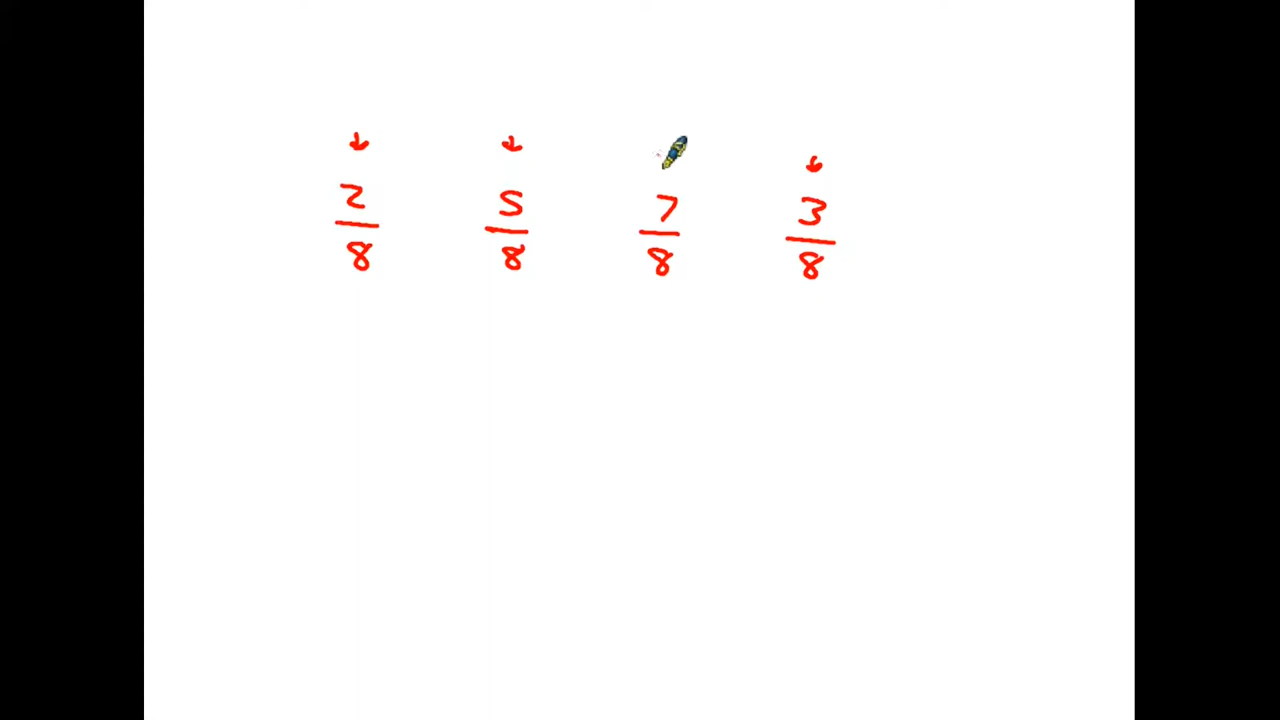 ↓ ↓ ↓
2 5 7 3
8 8 8 8